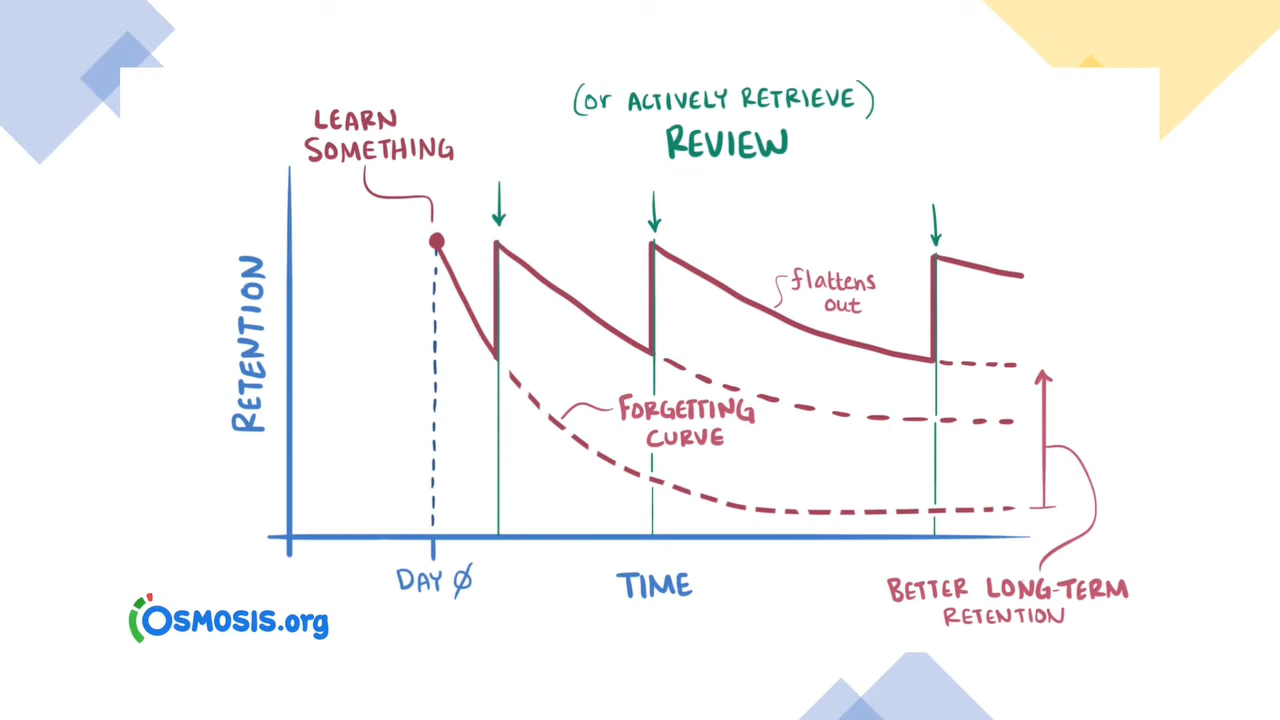 (or ACTIVELY RETRIEVE)
REVIEW
LEARN
SOMETHING
flattens
out
RETENTION
FORGETTING
CURVE
DAY 0
TIME
BETTER LONG-TERM
RETENTION
OSMOSIS.org